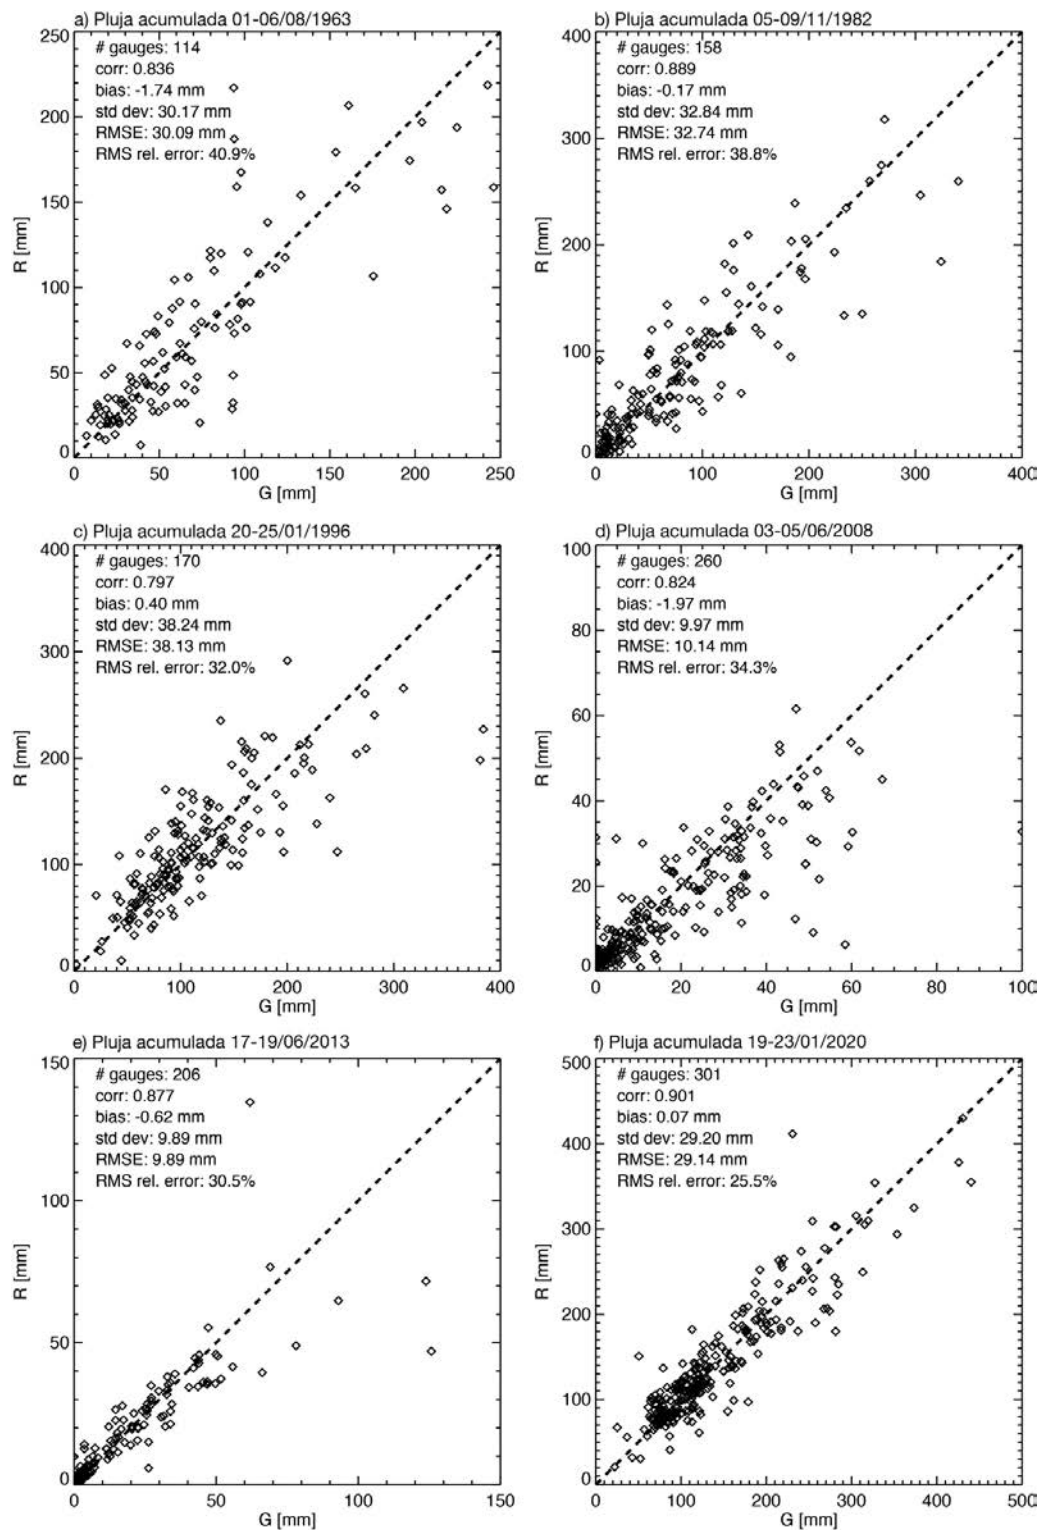 a) Pluja acumulada 01-06/08/1963
# gauges: 114
corr: 0.836
bias: -1.74 mm
std dev: 30.17 mm
RMSE: 30.09 mm
RMS rel. error: 40.9%
250
200
150
100
50
0
R [mm]
0 50 100 150 200 250
G [mm]
b) Pluja acumulada 05-09/11/1982
# gauges: 158
corr: 0.889
bias: -0.17 mm
std dev: 32.84 mm
RMSE: 32.74 mm
RMS rel. error: 38.8%
400
300
200
100
0
R [mm]
0 100 200 300 400
G [mm]
c) Pluja acumulada 20-25/01/1996
# gauges: 170
corr: 0.797
bias: 0.40 mm
std dev: 38.24 mm
RMSE: 38.13 mm
RMS rel. error: 32.0%
400
300
200
100
0
R [mm]
0 100 200 300 400
G [mm]
d) Pluja acumulada 03-05/06/2008
# gauges: 260
corr: 0.824
bias: -1.97 mm
std dev: 9.97 mm
RMSE: 10.14 mm
RMS rel. error: 34.3%
100
80
60
40
20
0
R [mm]
0 20 40 60 80 100
G [mm]
e) Pluja acumulada 17-19/06/2013
# gauges: 206
corr: 0.877
bias: -0.62 mm
std dev: 9.89 mm
RMSE: 9.89 mm
RMS rel. error: 30.5%
150
100
50
0
R [mm]
0 50 100 150
G [mm]
f) Pluja acumulada 19-23/01/2020
# gauges: 301
corr: 0.901
bias: 0.07 mm
std dev: 29.20 mm
RMSE: 29.14 mm
RMS rel. error: 25.5%
500
400
300
200
100
0
R [mm]
0 100 200 300 400 500
G [mm]